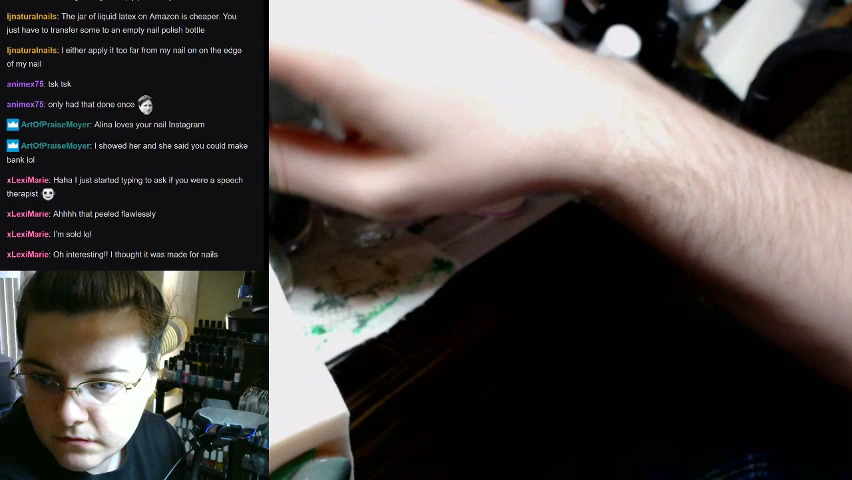 ljnaturalnails: The jar of liquid latex on Amazon is cheaper. You
just have to transfer some to an empty nail polish bottle
ljnaturalnails: I either apply it too far from my nail on on the edge
of my nail
animex75: tsk tsk
animex75: only had that done once
ArtOfPraiseMoyer: Alina loves your nail Instagram
ArtOfPraiseMoyer: I showed her and she said you could make
bank lol
xLexiMarie: Haha I just started typing to ask if you were a speech
therapist
xLexiMarie: Ahhhh that peeled flawlessly
xLexiMarie: I'm sold lol
xLexiMarie: Oh interesting!! I thought it was made for nails